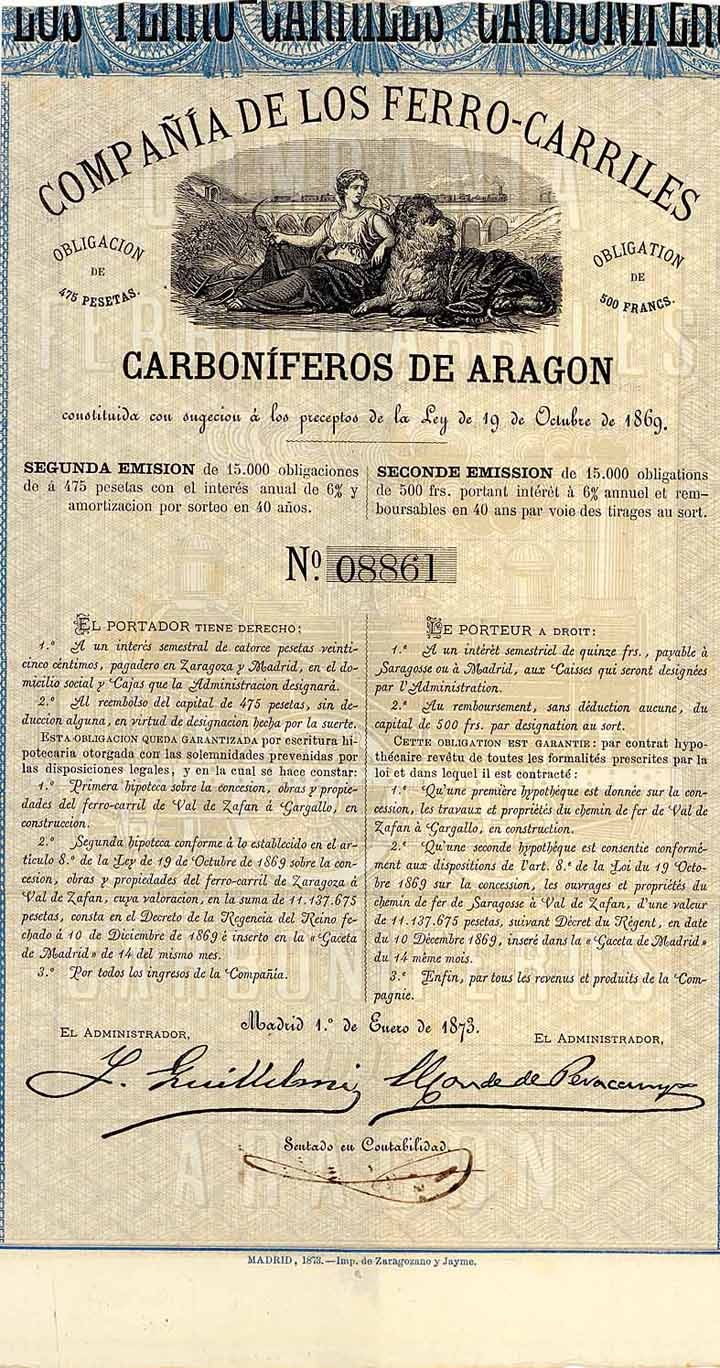 LOS FERRO-CARRILES CARBONIFER
COMPAÑÍA DE LOS FERRO-CARRILES
OBLIGACION
DE
475 PESETAS.
OBLIGATION
DE
500 FRANCS.
CARBONÍFEROS DE ARAGON
constituida con sugecion á los preceptos de la Ley de 19 de Octubre de 1869.
SEGUNDA EMISION de 15.000 obligaciones
de á 475 pesetas con el interés anual de 6% y
amortizacion por sorteo en 40 años.
SECONDE EMISSION de 15.000 obligations
de 500 frs. portant intérêt à 6% annuel et rem-
boursables en 40 ans par voie des tirages au sort.
Nº. 08861
EL PORTADOR TIENE DERECHO:
1.º A un interés semestral de catorce pesetas veinti-
cinco céntimos, pagadero en Zaragoza y Madrid, en el do-
micilio social y Cajas que la Administracion designará.
2.º Al reembolso del capital de 475 pesetas, sin de-
duccion alguna, en virtud de designacion hecha por la suerte.
ESTA OBLIGACION QUEDA GARANTIZADA por escritura hi-
potecaria otorgada con las solemnidades prevenidas por
las disposiciones legales, y en la cual se hace constar:
1.º Primera hipoteca sobre la concesion, obras y propie-
dades del ferro-carril de Val de Zafan á Gargallo, en
construccion.
2.º Segunda hipoteca conforme á lo establecido en el ar-
tículo 8.º de la Ley de 19 de Octubre de 1869 sobre la con-
cesion, obras y propiedades del ferro-carril de Zaragoza á
Val de Zafan, cuya valoracion, en la suma de 11.137.675
pesetas, consta en el Decreto de la Regencia del Reino fe-
chado á 10 de Diciembre de 1869 é inserto en la «Gaceta
de Madrid» de 14 del mismo mes.
3.º Por todos los ingresos de la Compañía.
LE PORTEUR A DROIT:
1.º A un intérêt semestriel de quinze frs., payable á
Saragosse ou à Madrid, aux Caisses qui seront designées
par l'Administration.
2.º Au remboursement, sans déduction aucune, du
capital de 500 frs. par designation au sort.
CETTE OBLIGATION EST GARANTIE: par contrat hypo-
thécaire revêtu de toutes les formalités prescrites par la
loi et dans lequel il est contracté:
1.º Qu'une première hypothèque est donnée sur la con-
cession, les travaux et propriétés du chemin de fer de Val de
Zafan à Gargallo, en construction.
2.º Qu'une seconde hypothèque est consentie conformé-
ment aux dispositions de l'art. 8.º de la Loi du 19 Octo-
bre 1869 sur la concession, les ouvrages et propriétés du
chemin de fer de Saragosse à Val de Zafan, d'une valeur
de 11.137.675 pesetas, suivant Décret du Régent, en date
du 10 Décembre 1869, inseré dans la «Gaceta de Madrid»
du 14 même mois.
3.º Enfin, par tous les revenus et produits de la Com-
pagnie.
Madrid 1.º de Enero de 1873.
EL ADMINISTRADOR,
EL ADMINISTRADOR,
Sentado en Contabilidad,
MADRID, 1873.—Imp. de Zaragozano y Jayme.
COMPAÑIA
FERRO-CARRILES
CARBONIFEROS
ARAGON